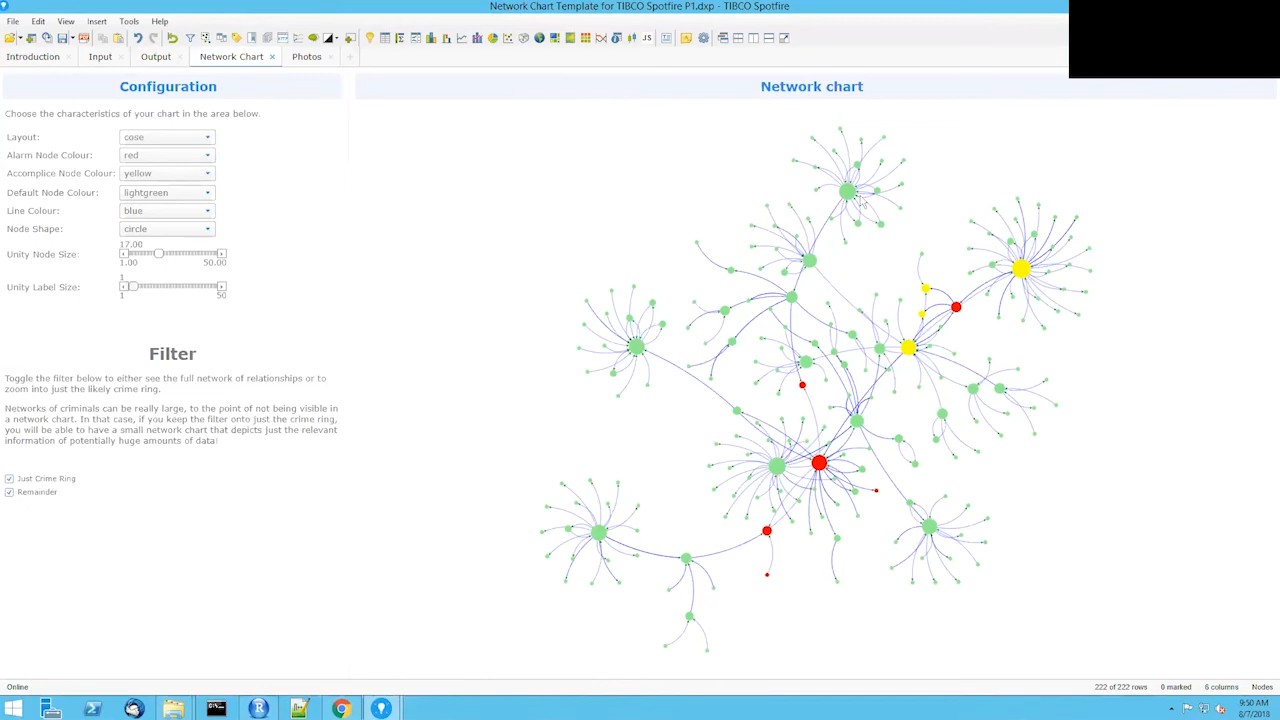 Network Chart Template for TIBCO Spotfire P1.dxp - TIBCO Spotfire
File Edit View Insert Tools Help
JS
Introduction Input Output Network Chart Photos
Configuration
Network chart
Choose the characteristics of your chart in the area below.
Layout: cose
Alarm Node Colour: red
Accomplice Node Colour: yellow
Default Node Colour: lightgreen
Line Colour: blue
Node Shape: circle
17.00
Unity Node Size:
1.00 50.00
1
Unity Label Size:
1 50
Filter
Toggle the filter below to either see the full network of relationships or to
zoom into just the likely crime ring.
Networks of criminals can be really large, to the point of not being visible in
a network chart. In that case, if you keep the filter onto just the crime ring,
you will be able to have a small network chart that depicts just the relevant
information of potentially huge amounts of data!
Just Crime Ring
Remainder
Online
222 of 222 rows 0 marked 6 columns Nodes
9:50 AM
8/7/2018